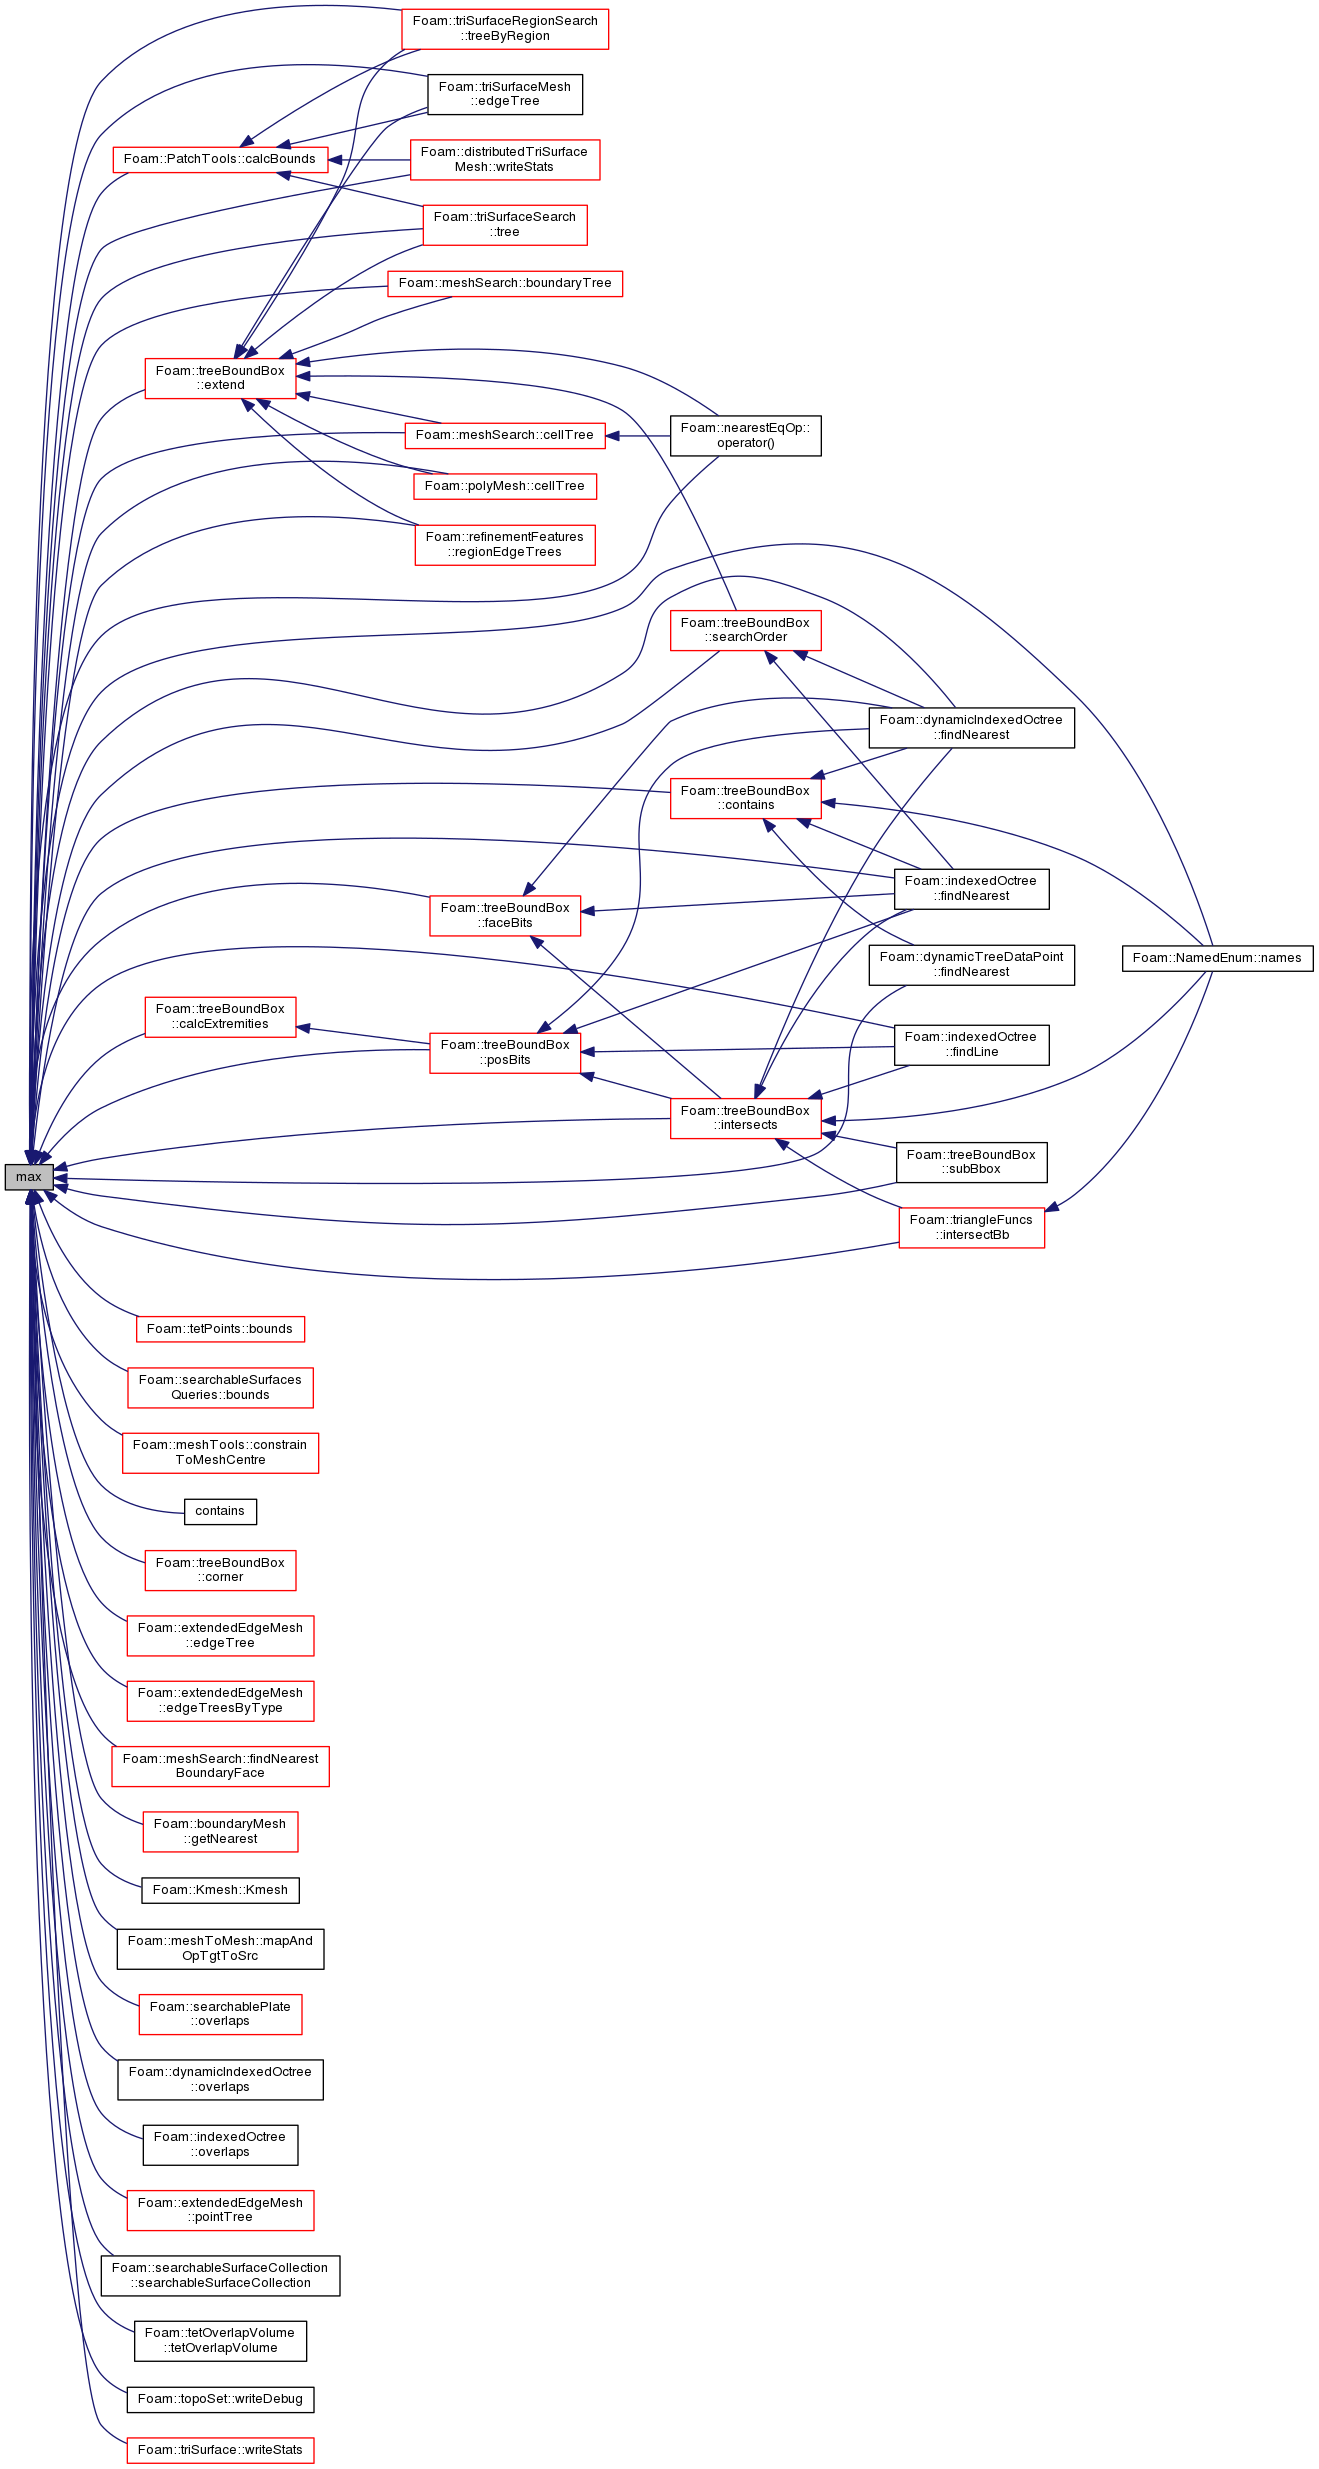 Foam::triSurfaceRegionSearch
::treeByRegion
Foam::triSurfaceMesh
::edgeTree
Foam::PatchTools::calcBounds
Foam::distributedTriSurface
Mesh::writeStats
Foam::triSurfaceSearch
::tree
Foam::meshSearch::boundaryTree
Foam::treeBoundBox
::extend
Foam::nearestEqOp::
operator()
Foam::meshSearch::cellTree
Foam::polyMesh::cellTree
Foam::refinementFeatures
::regionEdgeTrees
Foam::treeBoundBox
::searchOrder
Foam::dynamicIndexedOctree
::findNearest
Foam::treeBoundBox
::contains
Foam::indexedOctree
::findNearest
Foam::treeBoundBox
::faceBits
Foam::dynamicTreeDataPoint
::findNearest
Foam::NamedEnum::names
Foam::treeBoundBox
::calcExtremities
Foam::indexedOctree
::findLine
Foam::treeBoundBox
::posBits
Foam::treeBoundBox
::intersects
Foam::treeBoundBox
::subBbox
max
Foam::triangleFuncs
::intersectBb
Foam::tetPoints::bounds
Foam::searchableSurfaces
Queries::bounds
Foam::meshTools::constrain
ToMeshCentre
contains
Foam::treeBoundBox
::corner
Foam::extendedEdgeMesh
::edgeTree
Foam::extendedEdgeMesh
::edgeTreesByType
Foam::meshSearch::findNearest
BoundaryFace
Foam::boundaryMesh
::getNearest
Foam::Kmesh::Kmesh
Foam::meshToMesh::mapAnd
OpTgtToSrc
Foam::searchablePlate
::overlaps
Foam::dynamicIndexedOctree
::overlaps
Foam::indexedOctree
::overlaps
Foam::extendedEdgeMesh
::pointTree
Foam::searchableSurfaceCollection
::searchableSurfaceCollection
Foam::tetOverlapVolume
::tetOverlapVolume
Foam::topoSet::writeDebug
Foam::triSurface::writeStats